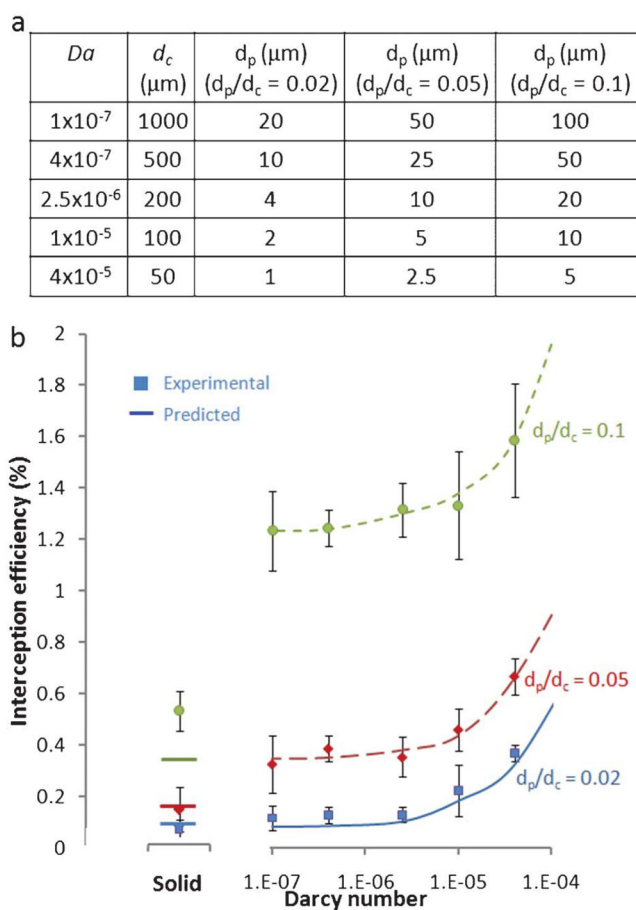 a
Da d_c (μm) d_p (μm) (d_p/d_c = 0.02) d_p (μm) (d_p/d_c = 0.05) d_p (μm) (d_p/d_c = 0.1)
1x10⁻⁷ 1000 20 50 100
4x10⁻⁷ 500 10 25 50
2.5x10⁻⁶ 200 4 10 20
1x10⁻⁵ 100 2 5 10
4x10⁻⁵ 50 1 2.5 5
b
Interception efficiency (%)
2
1.8
1.6
1.4
1.2
1
0.8
0.6
0.4
0.2
0
Experimental
Predicted
d_p/d_c = 0.1
d_p/d_c = 0.05
d_p/d_c = 0.02
Solid 1.E-07 1.E-06 1.E-05 1.E-04
Darcy number